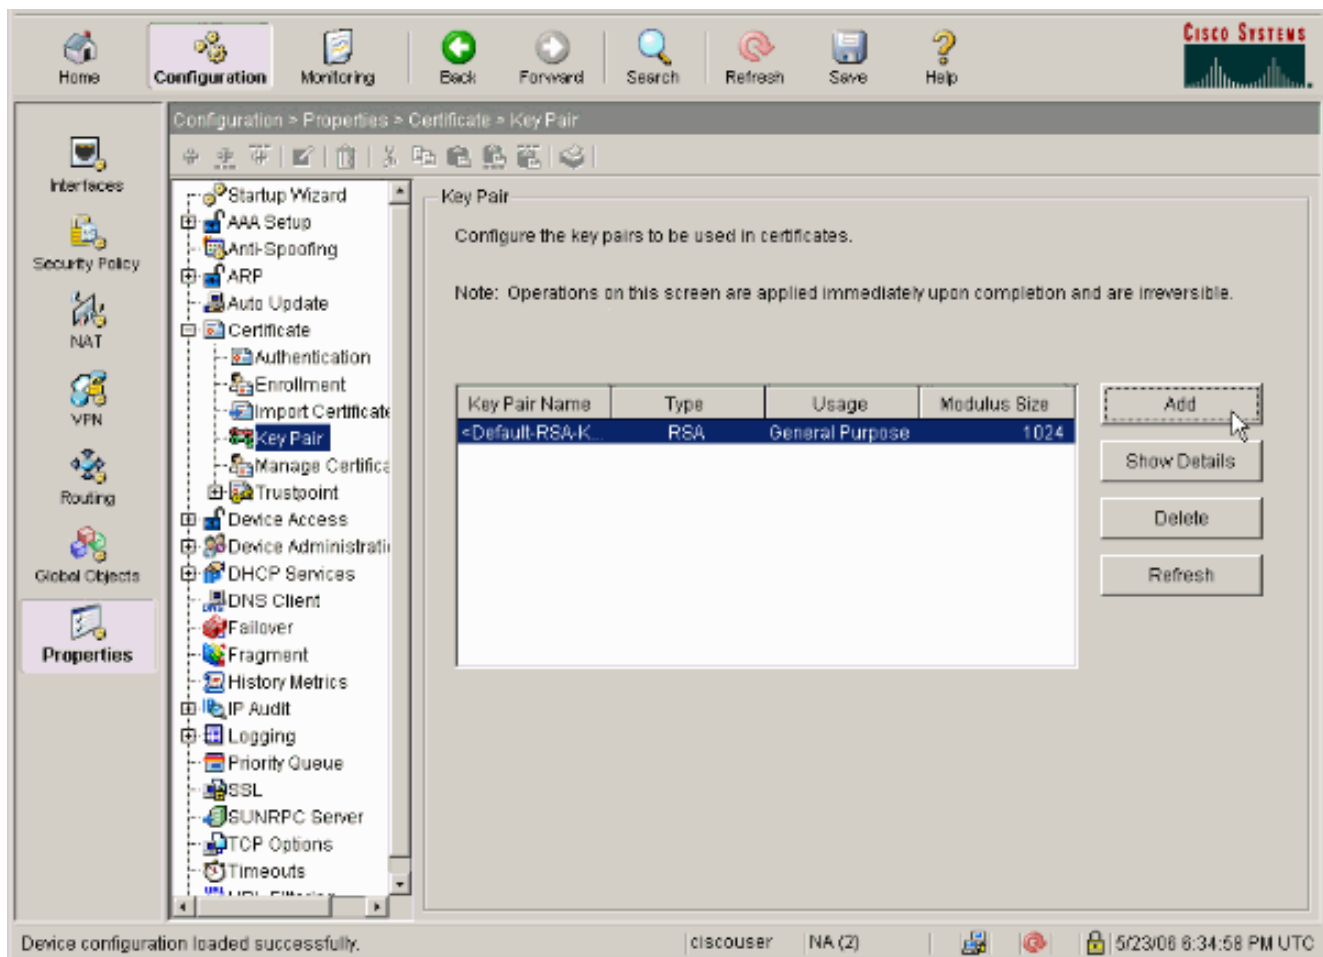 CISCO SYSTEMS
Home
Configuration
Monitoring
Back
Forward
Search
Refresh
Save
Help
Configuration > Properties > Certificate > Key Pair
Interfaces
Security Policy
NAT
VPN
Routing
Global Objects
Properties
Startup Wizard
AAA Setup
Anti-Spoofing
ARP
Auto Update
Certificate
Authentication
Enrollment
Import Certificate
Key Pair
Manage Certifica
Trustpoint
Device Access
Device Administrati
DHCP Services
DNS Client
Failover
Fragment
History Metrics
IP Audit
Logging
Priority Queue
SSL
SUNRPC Server
TCP Options
Timeouts
Key Pair
Configure the key pairs to be used in certificates.
Note: Operations on this screen are applied immediately upon completion and are irreversible.
Key Pair Name Type Usage Modulus Size
<Default-RSA-K... RSA General Purpose 1024
Add
Show Details
Delete
Refresh
Device configuration loaded successfully. ciscouser NA (2) 5/23/06 6:34:58 PM UTC